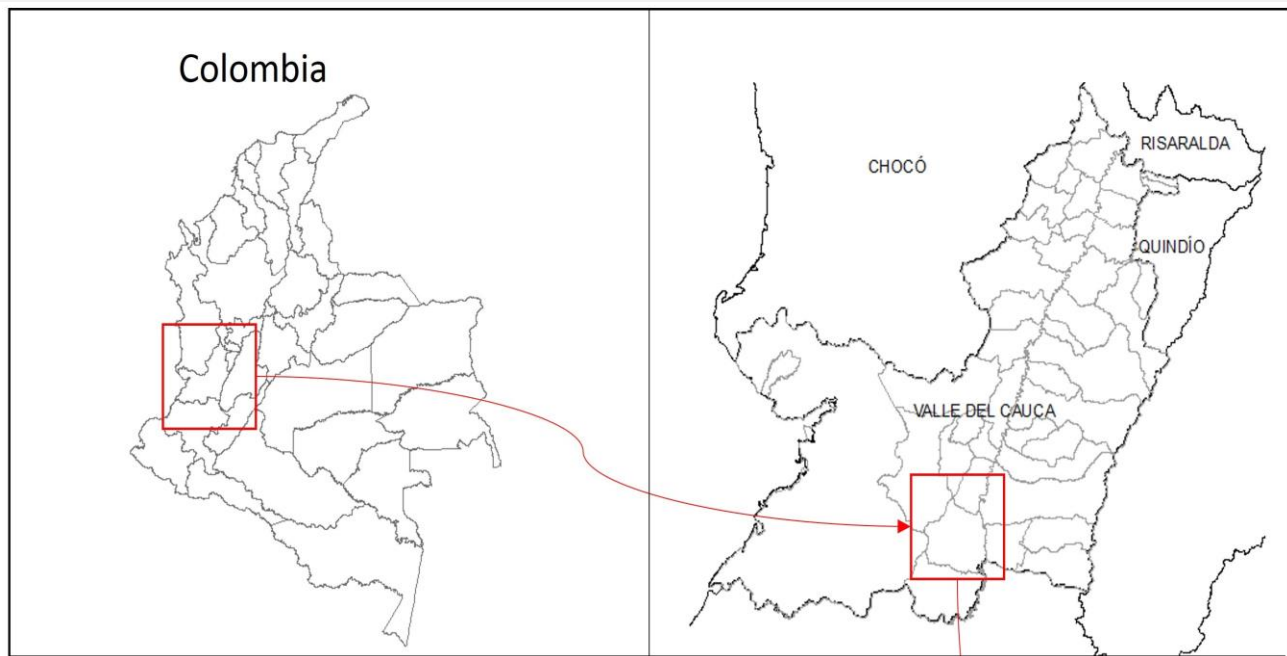 Colombia
CHOCÓ
RISARALDA
QUINDÍO
VALLE DEL CAUCA